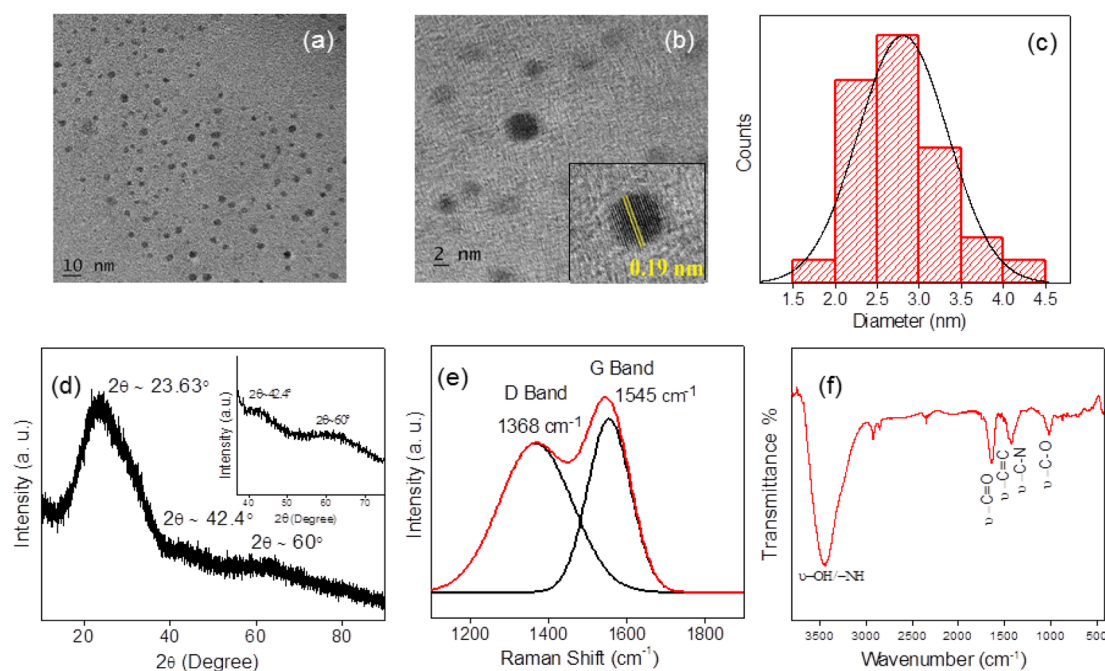 (a)
10 nm
(b)
2 nm
0.19 nm
(c)
Counts
1.5 2.0 2.5 3.0 3.5 4.0 4.5
Diameter (nm)
(d)
2θ ~ 23.63°
2θ ~ 42.4°
2θ ~ 60°
Intensity (a. u.)
20 40 60 80
2θ (Degree)
2θ~42.4°
2θ~60°
Intensity (a.u.)
40 50 60 70
2θ (Degree)
(e)
D Band
1368 cm⁻¹
G Band
1545 cm⁻¹
Intensity (a. u.)
1200 1400 1600 1800
Raman Shift (cm⁻¹)
(f)
Transmittance %
υ–OH/–NH
υ–C=O
υ–C=C
υ–C-N
υ–C-O
3500 3000 2500 2000 1500 1000 500
Wavenumber (cm⁻¹)